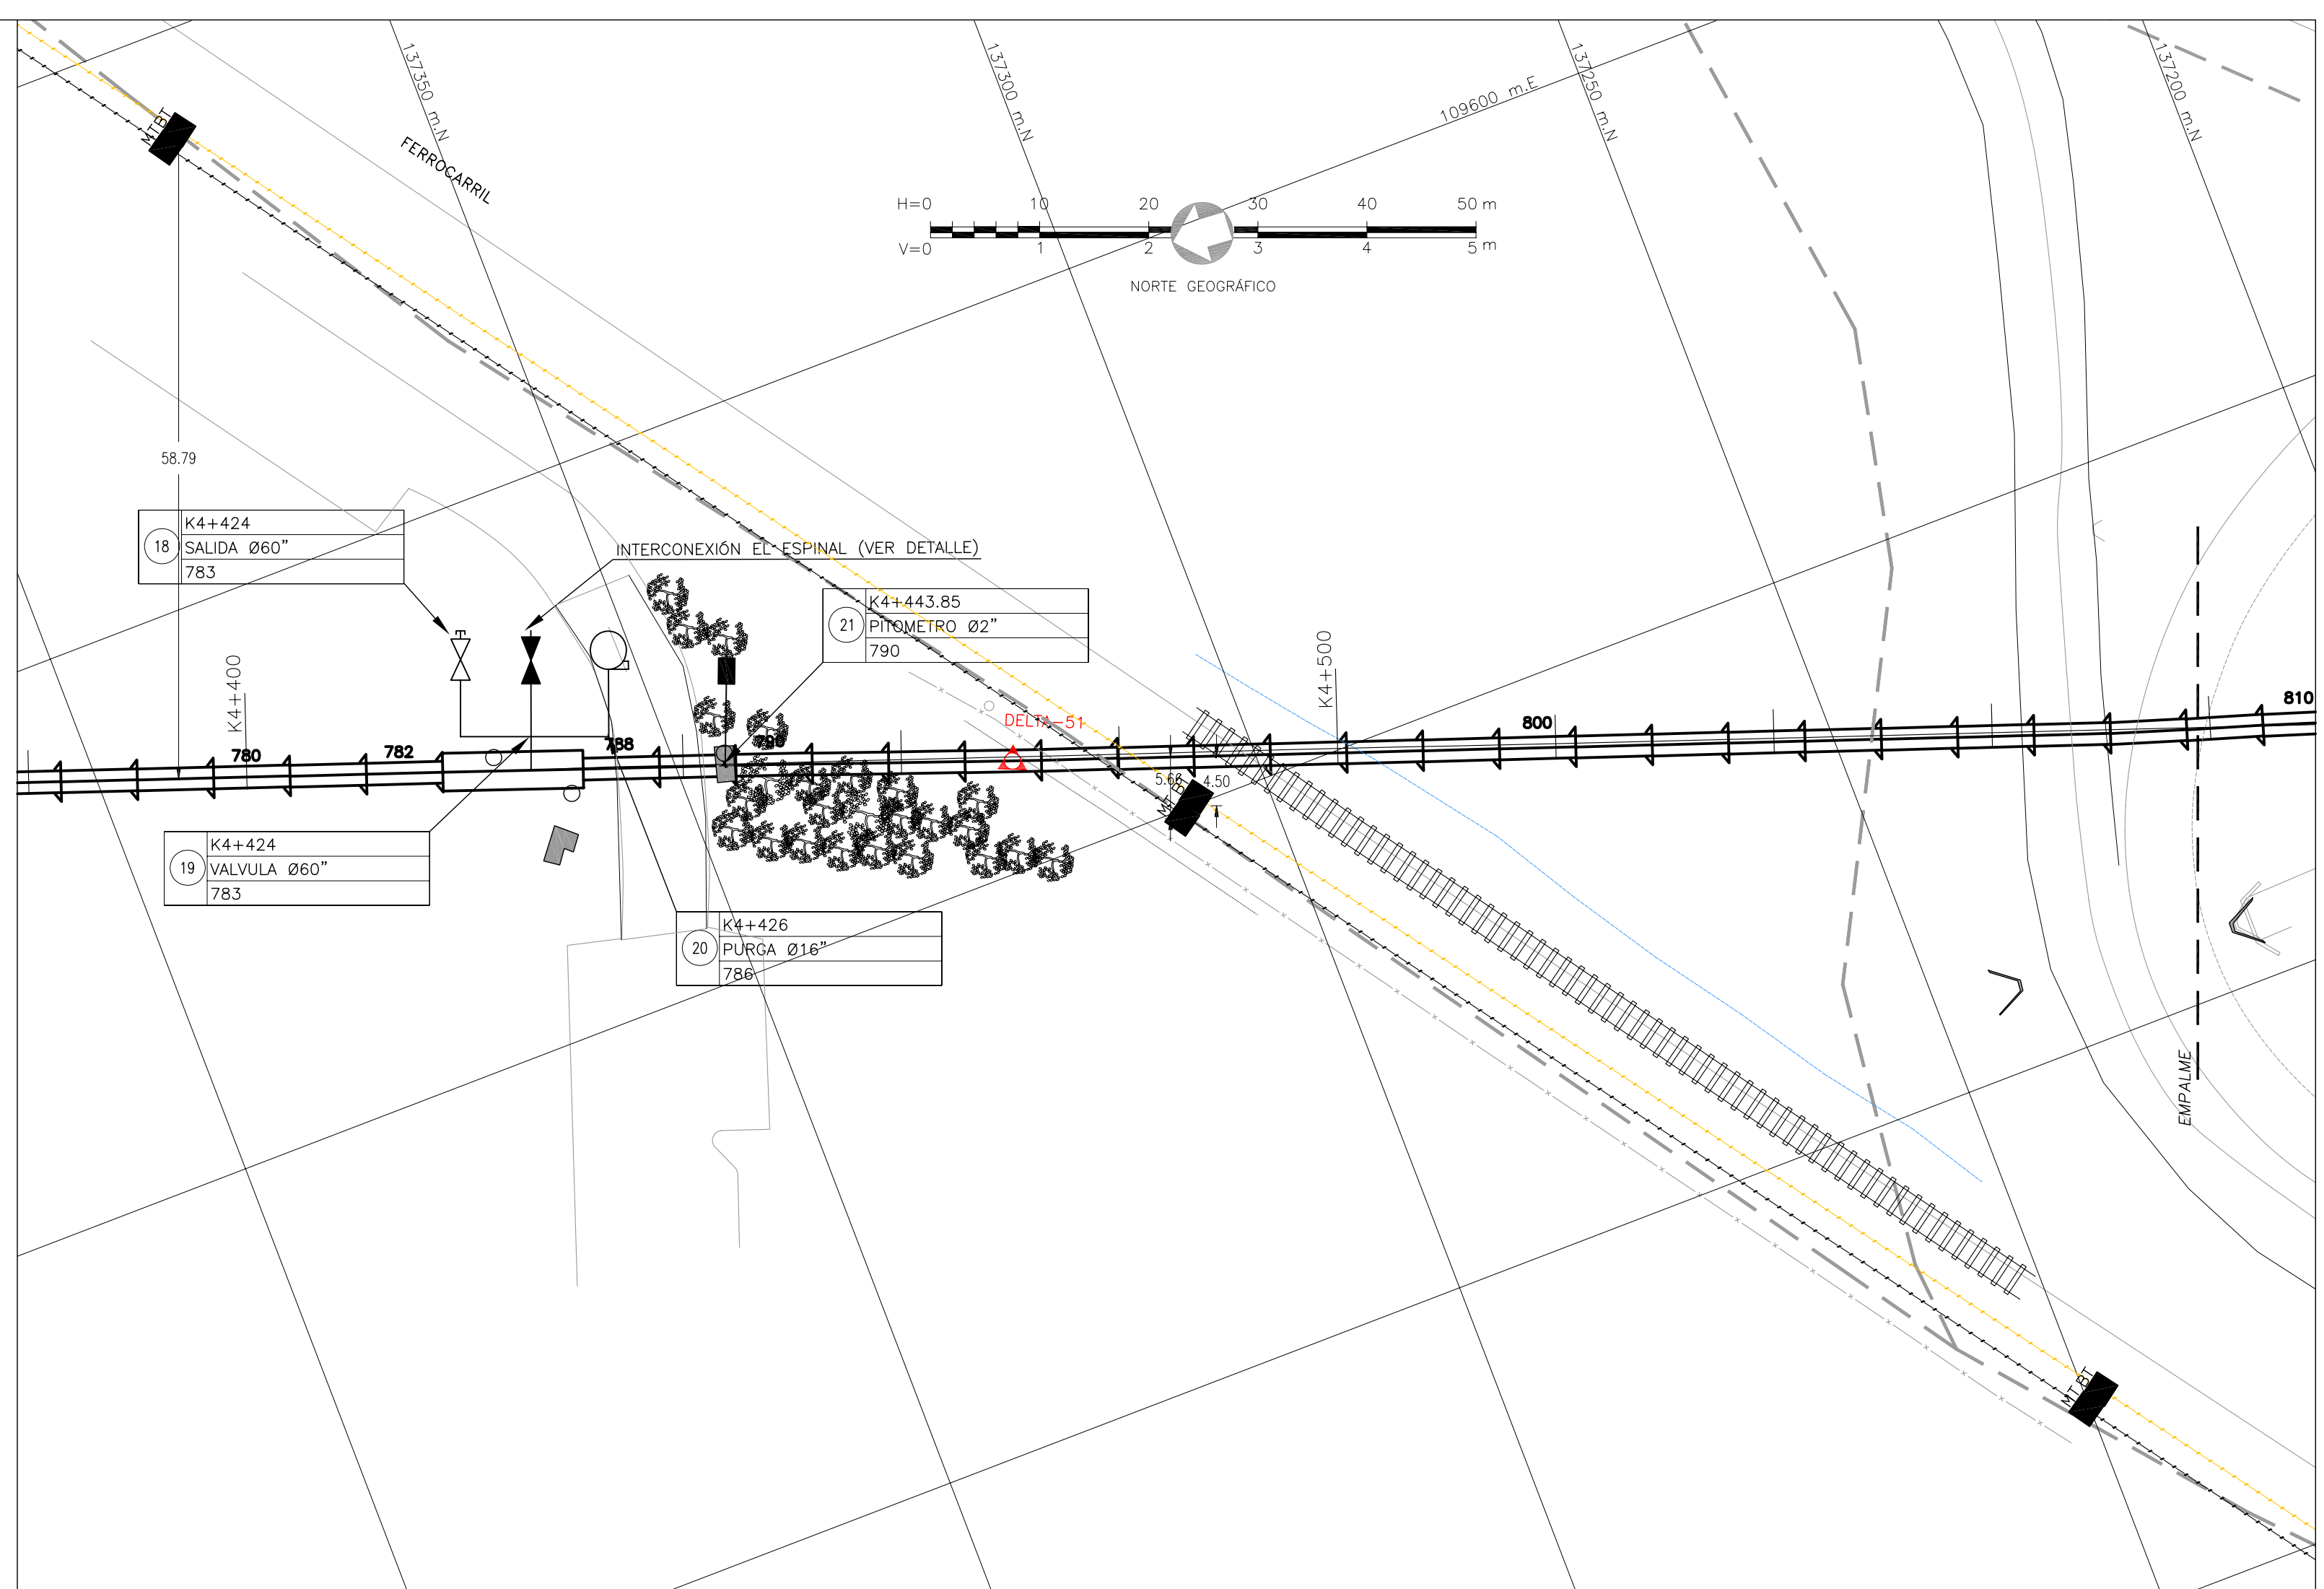 137350 m.N
137300 m.N
137250 m.N
137200 m.N
109600 m.E
MT.BT
FERROCARRIL
H=0 10 20 30 40 50 m
V=0 1 2 3 4 5 m
NORTE GEOGRÁFICO
58.79
18
K4+424
SALIDA Ø60"
783
INTERCONEXIÓN EL ESPINAL (VER DETALLE)
21
K4+443.85
PITOMETRO Ø2"
790
K4+400
K4+500
DELTA-51
780
782
788
790
800
810
5.66
4.50
19
K4+424
VALVULA Ø60"
783
20
K4+426
PURGA Ø16"
786
EMPALME
MT.BT